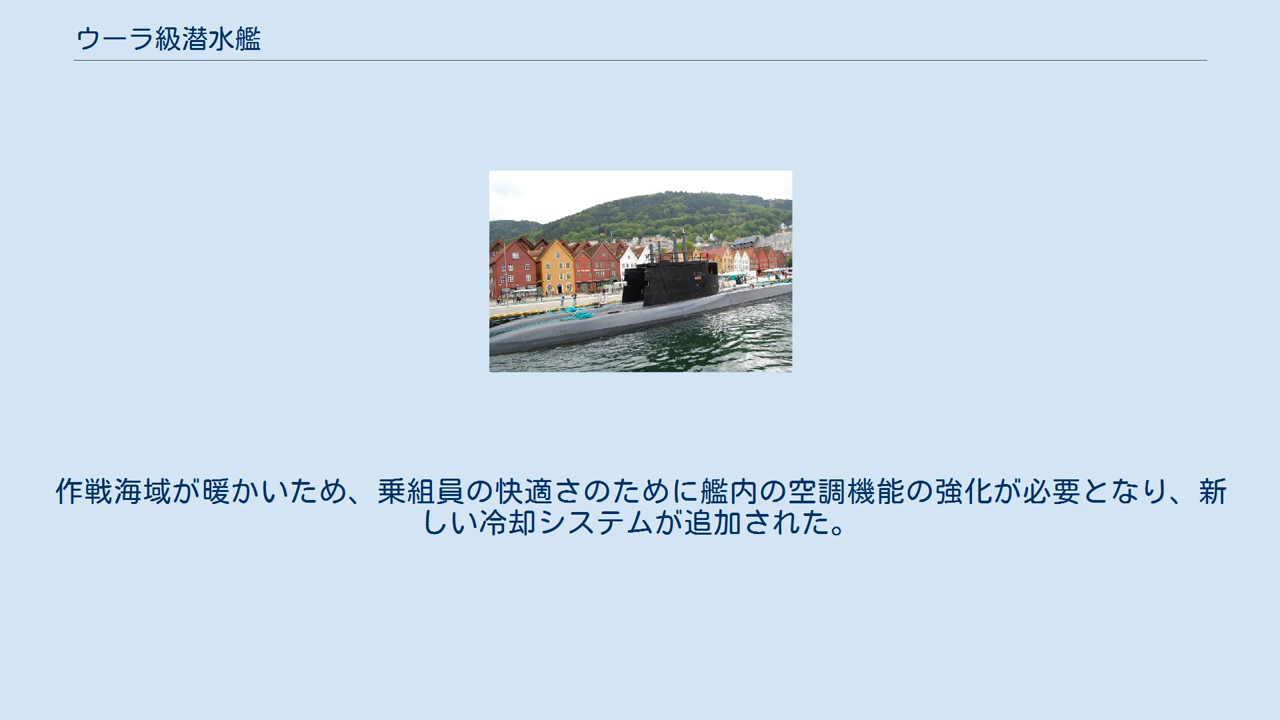 ウーラ級潜水艦
作戦海域が暖かいため、乗組員の快適さのために艦内の空調機能の強化が必要となり、新
しい冷却システムが追加された。